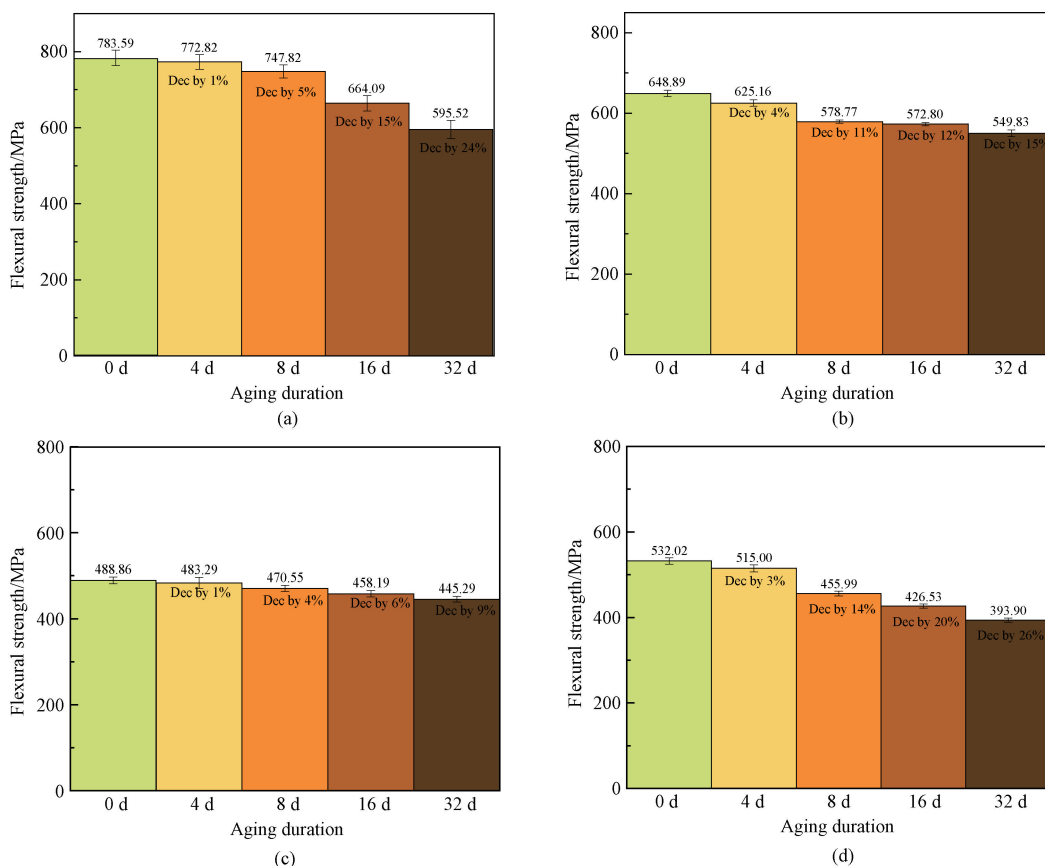 783.59
772.82
747.82
664.09
595.52
Dec by 1%
Dec by 5%
Dec by 15%
Dec by 24%
Flexural strength/MPa
800
600
400
200
0
0 d
4 d
8 d
16 d
32 d
Aging duration
(a)
648.89
625.16
578.77
572.80
549.83
Dec by 4%
Dec by 11%
Dec by 12%
Dec by 15%
Flexural strength/MPa
800
600
400
200
0
0 d
4 d
8 d
16 d
32 d
Aging duration
(b)
488.86
483.29
470.55
458.19
445.29
Dec by 1%
Dec by 4%
Dec by 6%
Dec by 9%
Flexural strength/MPa
800
600
400
200
0
0 d
4 d
8 d
16 d
32 d
Aging duration
(c)
532.02
515.00
455.99
426.53
393.90
Dec by 3%
Dec by 14%
Dec by 20%
Dec by 26%
Flexural strength/MPa
800
600
400
200
0
0 d
4 d
8 d
16 d
32 d
Aging duration
(d)